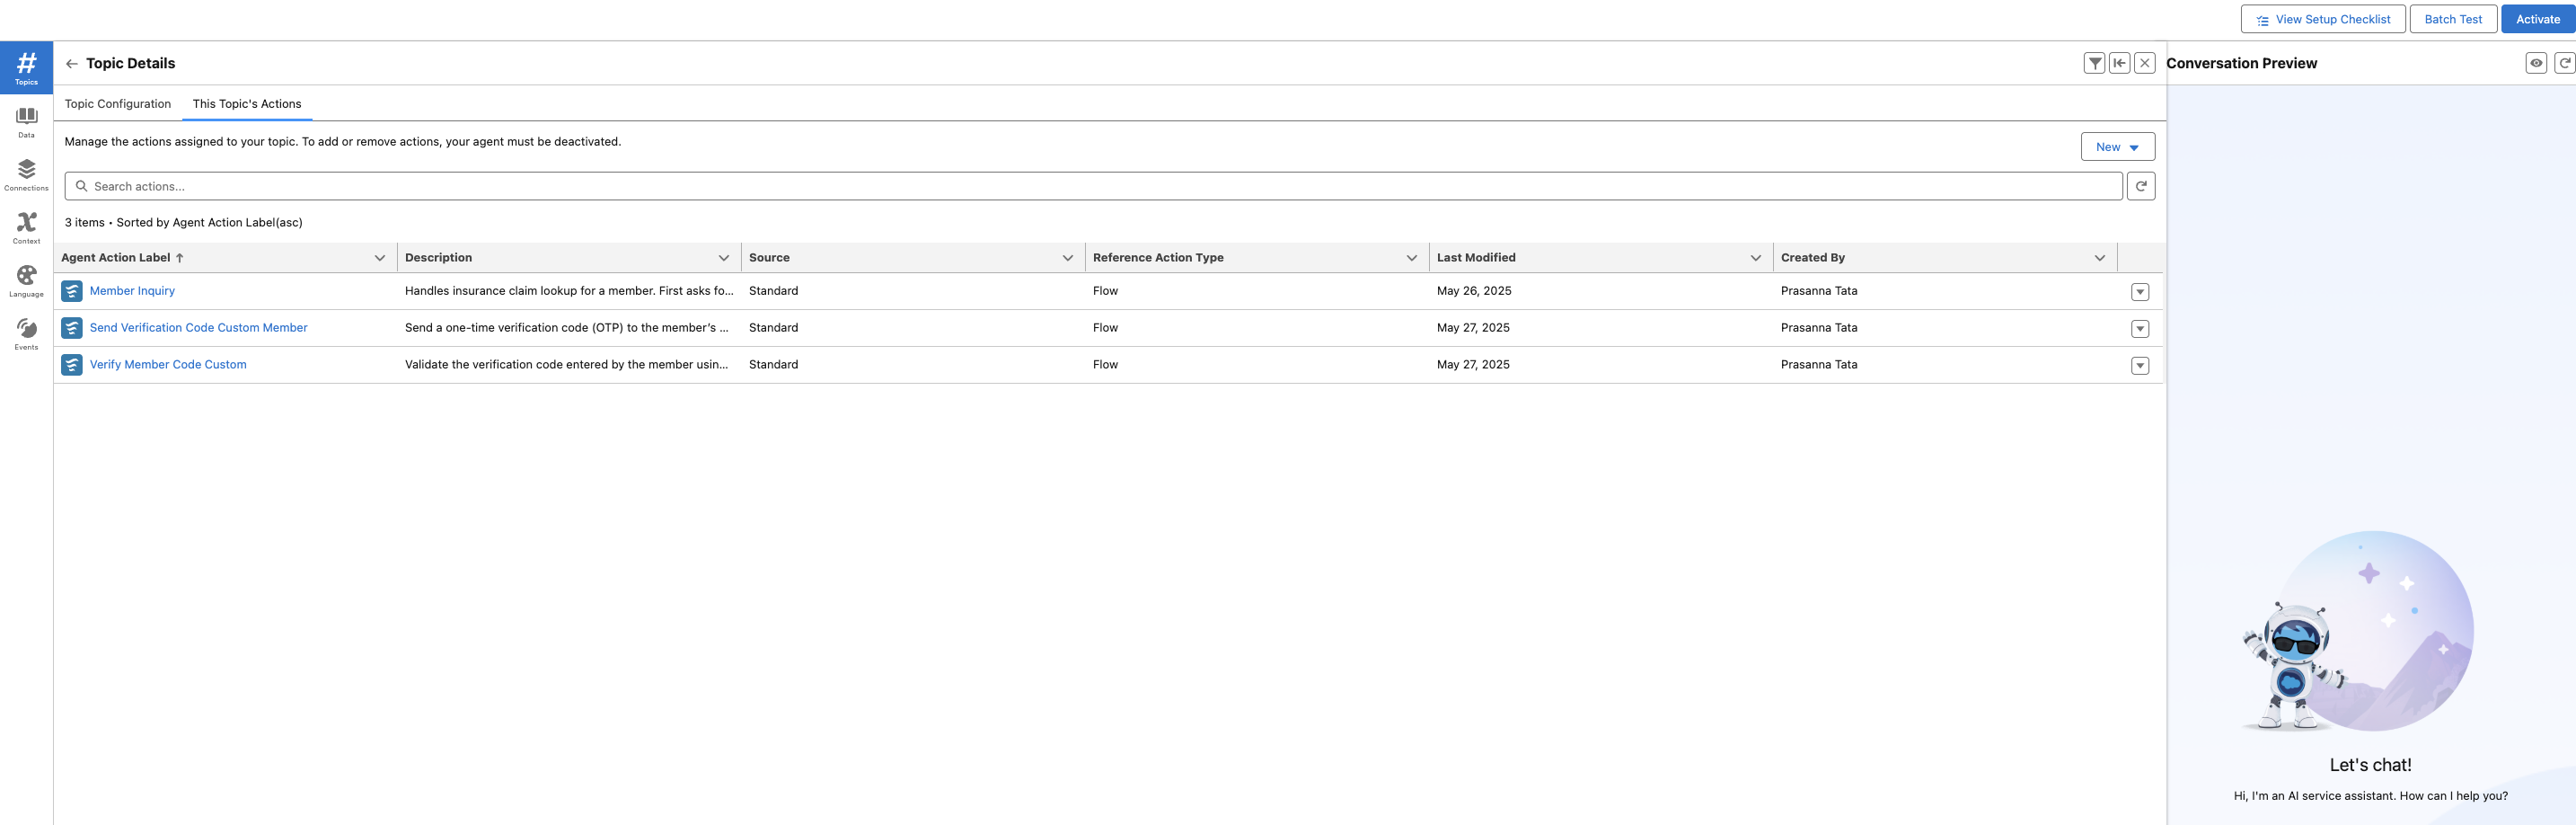 View Setup Checklist
Batch Test
Activate
Topics
Data
Connections
Context
Language
Events
Topic Details
Topic Configuration
This Topic's Actions
Manage the actions assigned to your topic. To add or remove actions, your agent must be deactivated.
New
Search actions...
3 items • Sorted by Agent Action Label(asc)
Agent Action Label Description Source Reference Action Type Last Modified Created By
Member Inquiry Handles insurance claim lookup for a member. First asks fo... Standard Flow May 26, 2025 Prasanna Tata
Send Verification Code Custom Member Send a one-time verification code (OTP) to the member's ... Standard Flow May 27, 2025 Prasanna Tata
Verify Member Code Custom Validate the verification code entered by the member usin... Standard Flow May 27, 2025 Prasanna Tata
Conversation Preview
Let's chat!
Hi, I'm an AI service assistant. How can I help you?